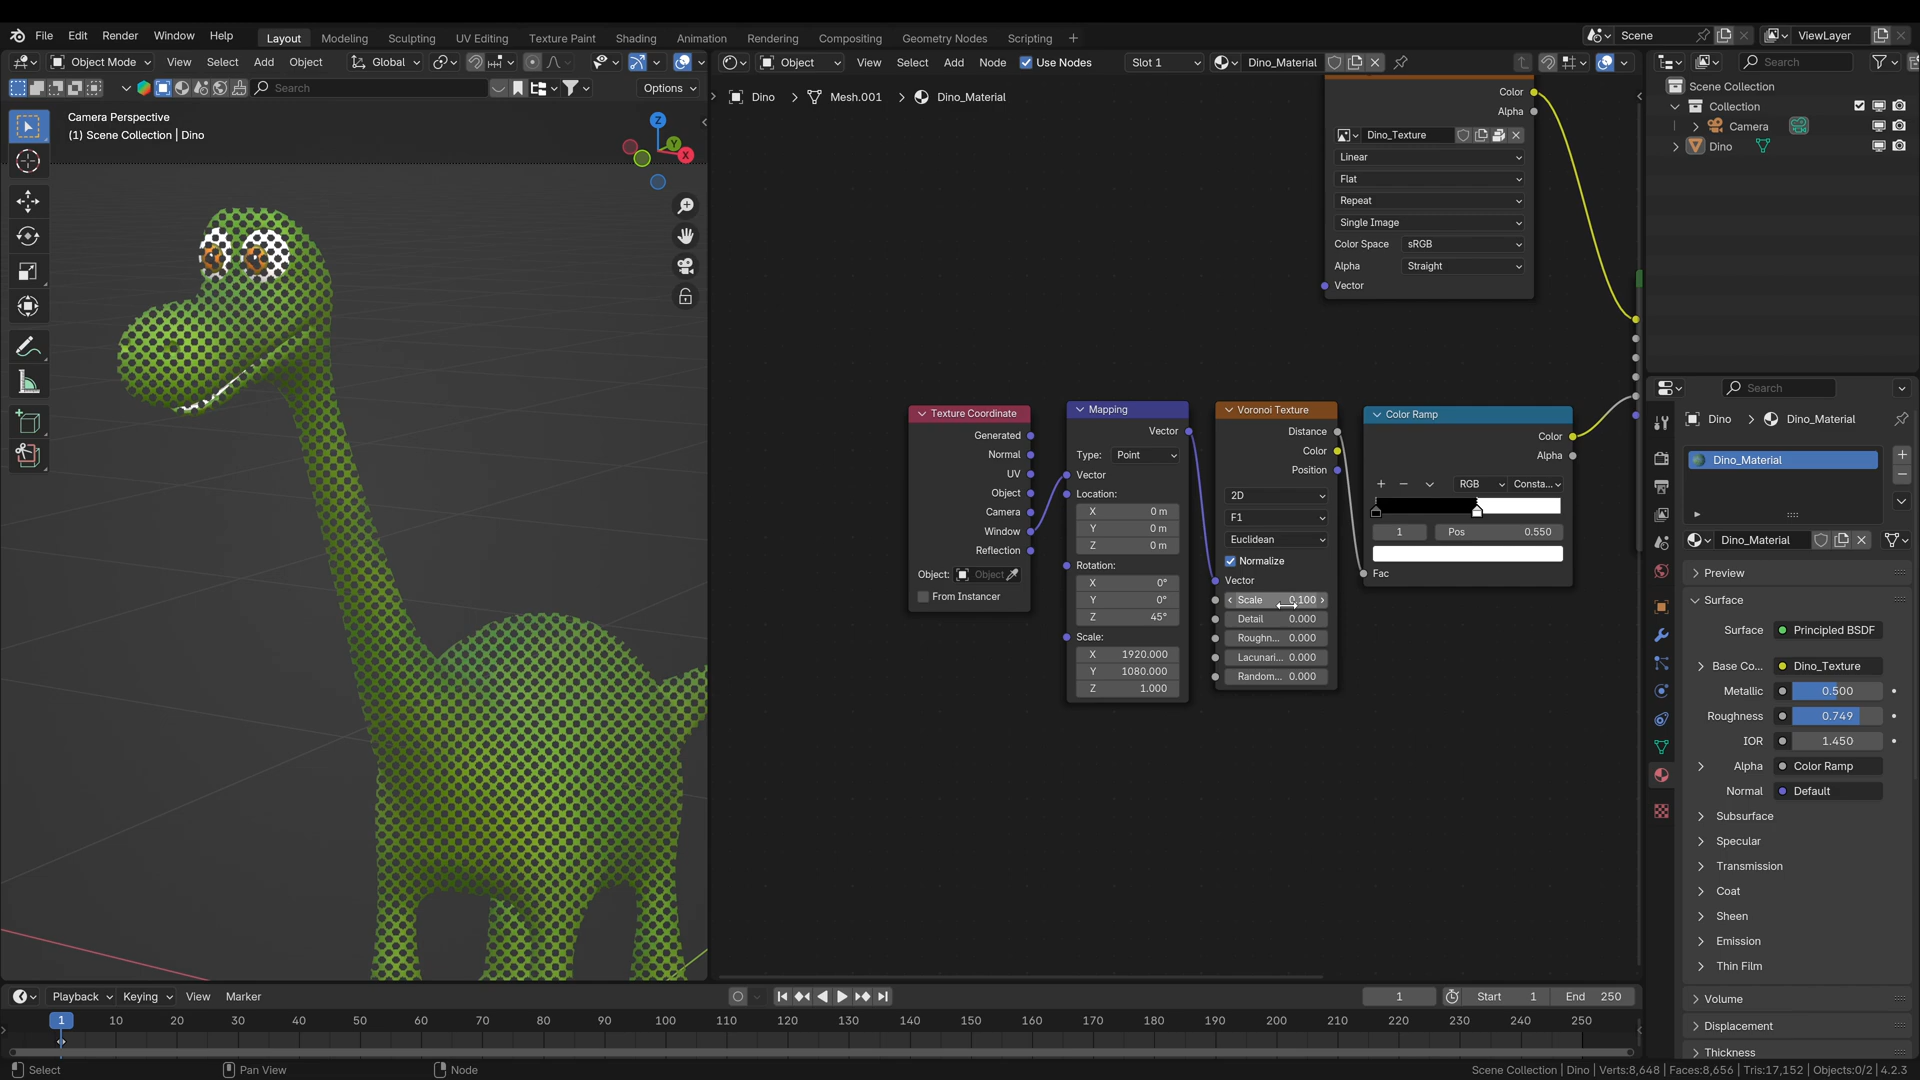 File Edit Render Window Help Layout Modeling Sculpting UV Editing Texture Paint Shading Animation Rendering Compositing Geometry Nodes Scripting + Scene ViewLayer
Object Mode View Select Add Object Global Object View Select Add Node Use Nodes Slot 1 Dino_Material Search
Search Options Dino Mesh.001 Dino_Material
Camera Perspective
(1) Scene Collection | Dino
Z
Y
X
Color
Alpha
Dino_Texture
Linear
Flat
Repeat
Single Image
Color Space sRGB
Alpha Straight
Vector
Texture Coordinate
Generated
Normal
UV
Object
Camera
Window
Reflection
Object: Object
From Instancer
Mapping
Vector
Type: Point
Vector
Location:
X 0 m
Y 0 m
Z 0 m
Rotation:
X 0°
Y 0°
Z 45°
Scale:
X 1920.000
Y 1080.000
Z 1.000
Voronoi Texture
Distance
Color
Position
2D
F1
Euclidean
Normalize
Vector
Scale 0.100
Detail 0.000
Roughn... 0.000
Lacunari... 0.000
Random... 0.000
Color Ramp
Color
Alpha
RGB Consta...
1 Pos 0.550
Fac
Scene Collection
Collection
Camera
Dino
Search
Dino Dino_Material
Dino_Material
Dino_Material
Preview
Surface
Surface Principled BSDF
Base Co... Dino_Texture
Metallic 0.500
Roughness 0.749
IOR 1.450
Alpha Color Ramp
Normal Default
Subsurface
Specular
Transmission
Coat
Sheen
Emission
Thin Film
Volume
Displacement
Thickness
Playback Keying View Marker 1 Start 1 End 250
1 10 20 30 40 50 60 70 80 90 100 110 120 130 140 150 160 170 180 190 200 210 220 230 240 250
Select Pan View Node Scene Collection | Dino | Verts:8,648 | Faces:8,656 | Tris:17,152 | Objects:0/2 | 4.2.3